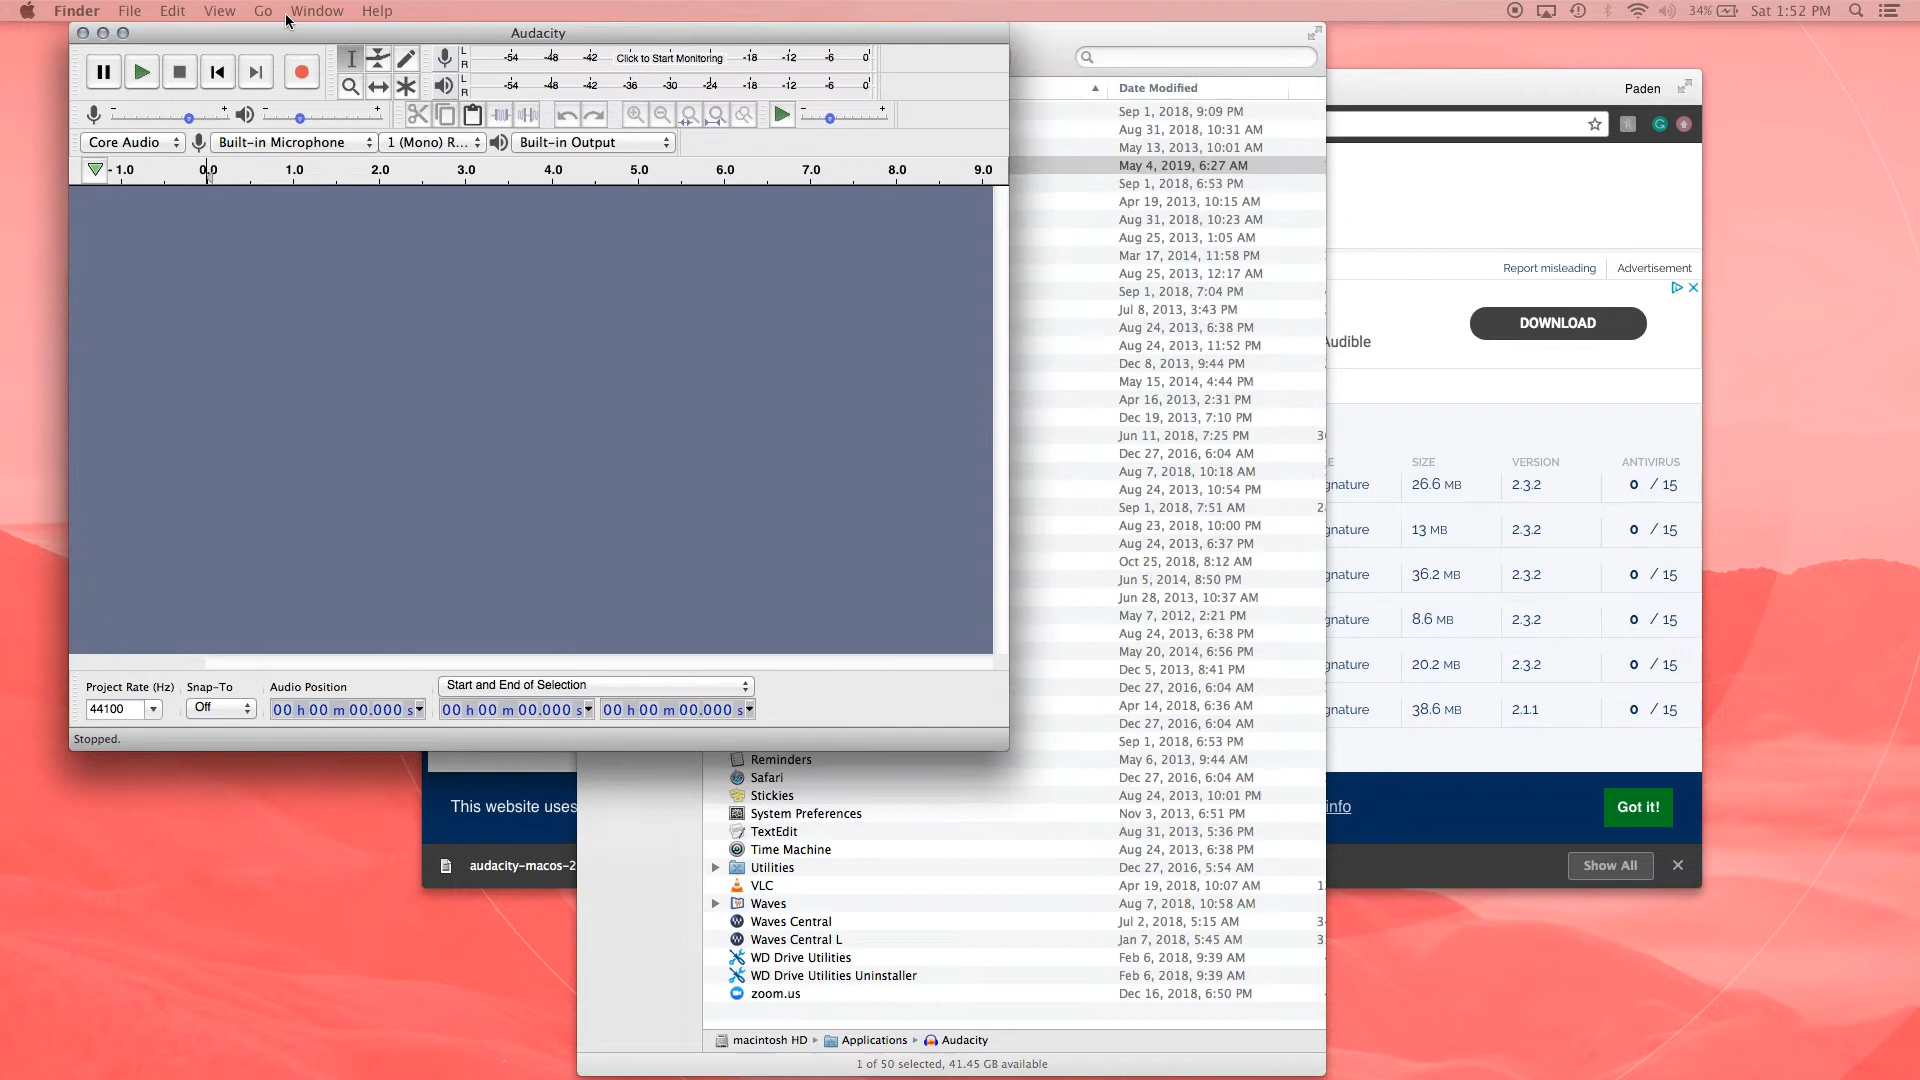 Finder File Edit View Go Window Help 34% Sat 1:52 PM
Audacity
L
R
-54 -48 -42 Click to Start Monitoring -18 -12 -6 0
L
R
-54 -48 -42 -36 -30 -24 -18 -12 -6 0
- + - + - +
Core Audio Built-in Microphone 1 (Mono) R... Built-in Output
- 1.0 0.0 1.0 2.0 3.0 4.0 5.0 6.0 7.0 8.0 9.0
Project Rate (Hz) Snap-To Audio Position Start and End of Selection
44100 Off 00 h 00 m 00.000 s 00 h 00 m 00.000 s 00 h 00 m 00.000 s
Stopped.
Date Modified
Sep 1, 2018, 9:09 PM
Aug 31, 2018, 10:31 AM
May 13, 2013, 10:01 AM
May 4, 2019, 6:27 AM
Sep 1, 2018, 6:53 PM
Apr 19, 2013, 10:15 AM
Aug 31, 2018, 10:23 AM
Aug 25, 2013, 1:05 AM
Mar 17, 2014, 11:58 PM
Aug 25, 2013, 12:17 AM
Sep 1, 2018, 7:04 PM
Jul 8, 2013, 3:43 PM
Aug 24, 2013, 6:38 PM
Aug 24, 2013, 11:52 PM
Dec 8, 2013, 9:44 PM
May 15, 2014, 4:44 PM
Apr 16, 2013, 2:31 PM
Dec 19, 2013, 7:10 PM
Jun 11, 2018, 7:25 PM
Dec 27, 2016, 6:04 AM
Aug 7, 2018, 10:18 AM
Aug 24, 2013, 10:54 PM
Sep 1, 2018, 7:51 AM
Aug 23, 2018, 10:00 PM
Aug 24, 2013, 6:37 PM
Oct 25, 2018, 8:12 AM
Jun 5, 2014, 8:50 PM
Jun 28, 2013, 10:37 AM
May 7, 2012, 2:21 PM
Aug 24, 2013, 6:38 PM
May 20, 2014, 6:56 PM
Dec 5, 2013, 8:41 PM
Dec 27, 2016, 6:04 AM
Apr 14, 2018, 6:36 AM
Dec 27, 2016, 6:04 AM
Sep 1, 2018, 6:53 PM
Reminders May 6, 2013, 9:44 AM
Safari Dec 27, 2016, 6:04 AM
Stickies Aug 24, 2013, 10:01 PM
System Preferences Nov 3, 2013, 6:51 PM
TextEdit Aug 31, 2013, 5:36 PM
Time Machine Aug 24, 2013, 6:38 PM
Utilities Dec 27, 2016, 5:54 AM
VLC Apr 19, 2018, 10:07 AM
Waves Aug 7, 2018, 10:58 AM
Waves Central Jul 2, 2018, 5:15 AM
Waves Central L Jan 7, 2018, 5:45 AM
WD Drive Utilities Feb 6, 2018, 9:39 AM
WD Drive Utilities Uninstaller Feb 6, 2018, 9:39 AM
zoom.us Dec 16, 2018, 6:50 PM
macintosh HD Applications Audacity
1 of 50 selected, 41.45 GB available
Paden
Report misleading Advertisement
DOWNLOAD
Audible
SIZE VERSION ANTIVIRUS
gnature 26.6 MB 2.3.2 0 / 15
gnature 13 MB 2.3.2 0 / 15
gnature 36.2 MB 2.3.2 0 / 15
gnature 8.6 MB 2.3.2 0 / 15
gnature 20.2 MB 2.3.2 0 / 15
gnature 38.6 MB 2.1.1 0 / 15
This website uses info Got it!
audacity-macos-2 Show All